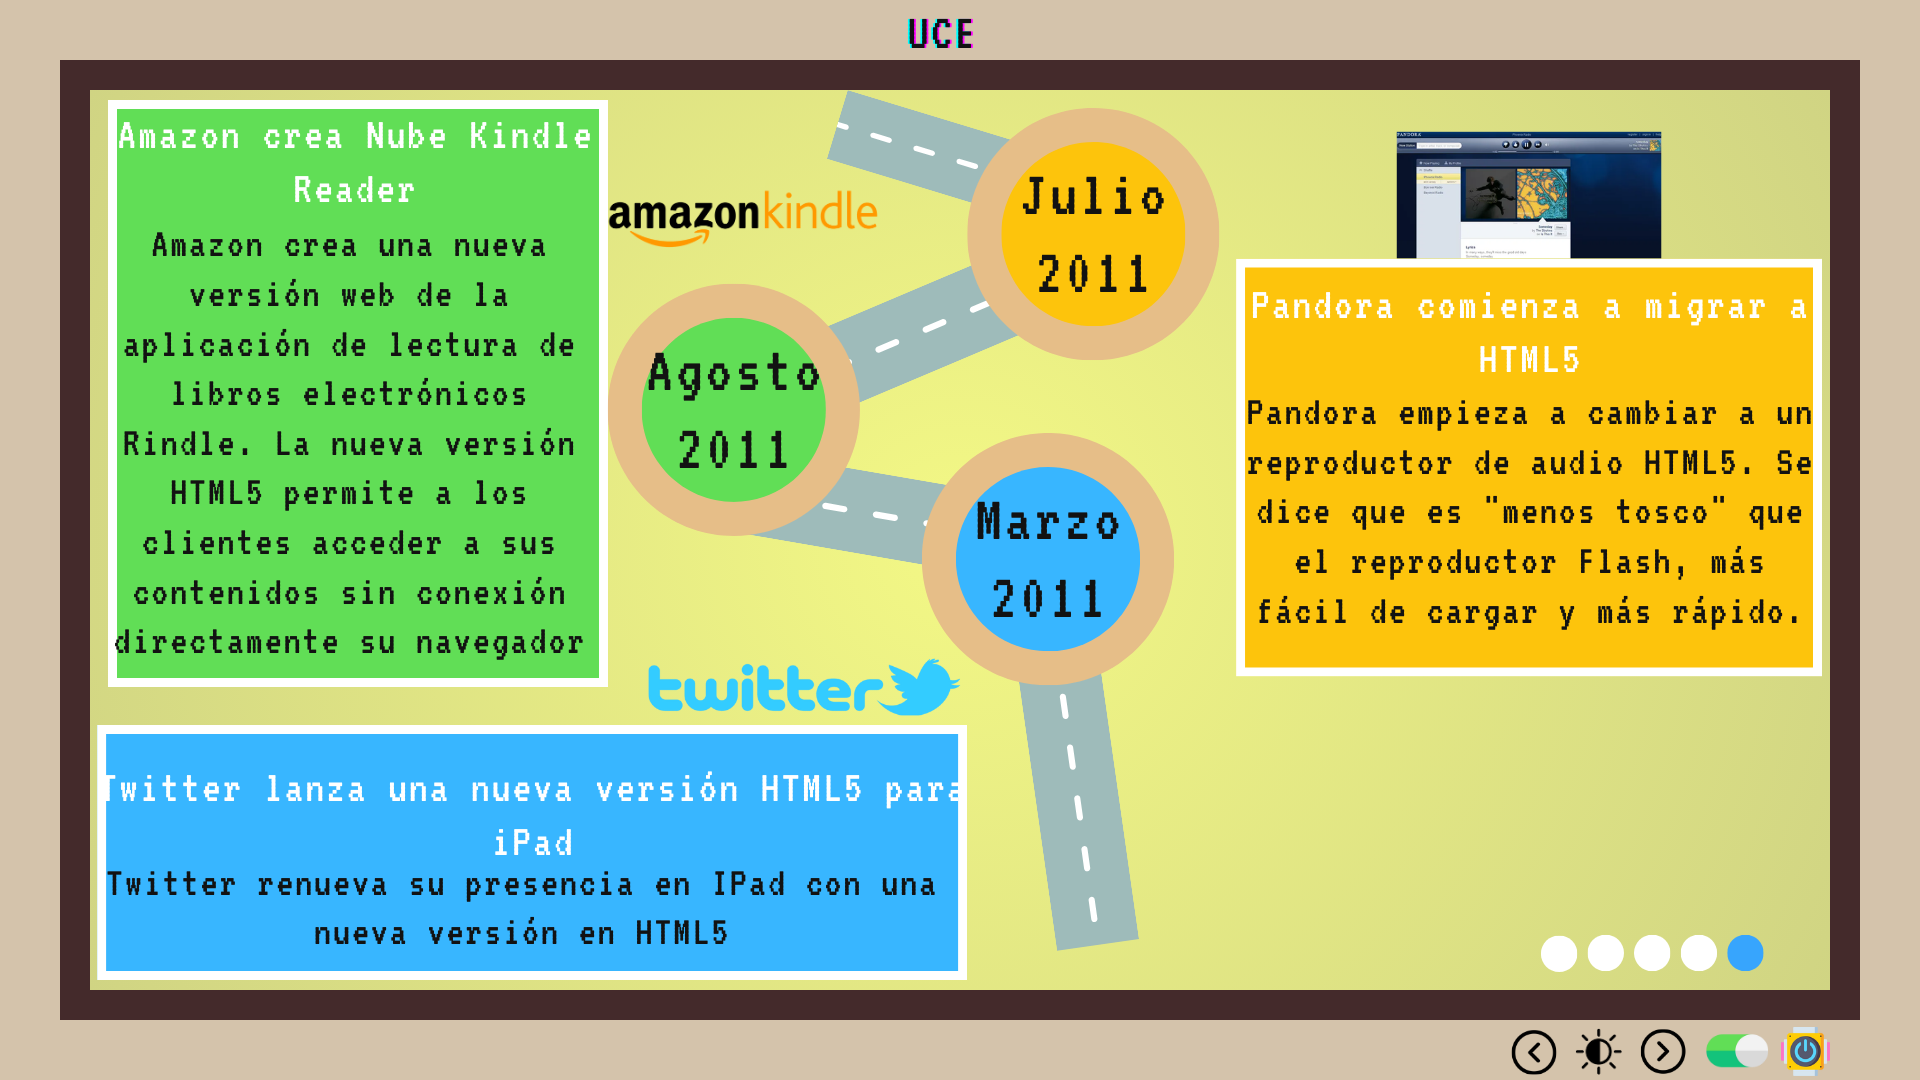 UCE
Amazon crea Nube Kindle
Reader
Amazon crea una nueva
versión web de la
aplicación de lectura de
libros electrónicos
Rindle. La nueva versión
HTML5 permite a los
clientes acceder a sus
contenidos sin conexión
directamente su navegador
amazonkindle
Julio
2011
Agosto
2011
Marzo
2011
PANDORA
Pandora comienza a migrar a
HTML5
Pandora empieza a cambiar a un
reproductor de audio HTML5. Se
dice que es "menos tosco" que
el reproductor Flash, más
fácil de cargar y más rápido.
twitter
Twitter lanza una nueva versión HTML5 para
iPad
Twitter renueva su presencia en IPad con una
nueva versión en HTML5